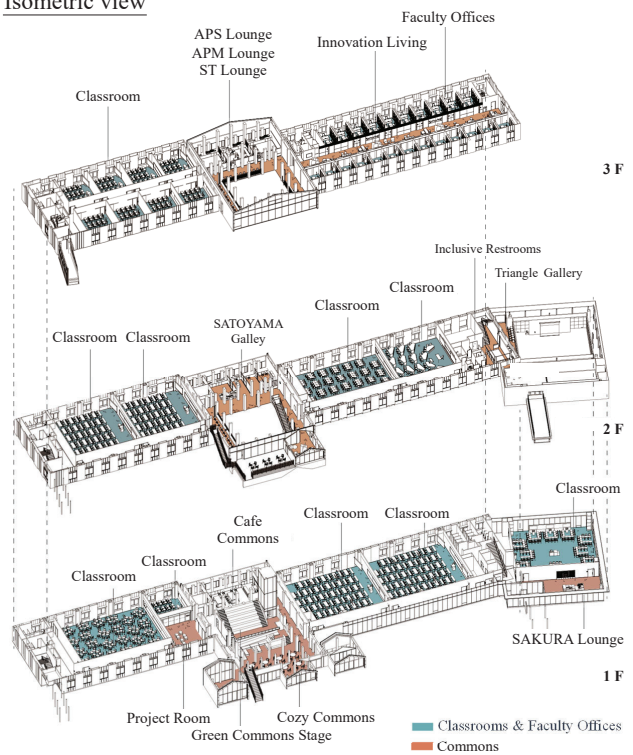 Isometric view
Faculty Offices
APS Lounge
APM Lounge
ST Lounge
Innovation Living
Classroom
3 F
Inclusive Restrooms
Triangle Gallery
Classroom
Classroom
SATOYAMA
Galley
Classroom Classroom
2 F
Classroom
Cafe
Commons
Classroom Classroom
Classroom
Classroom
SAKURA Lounge
1 F
Project Room
Cozy Commons
Green Commons Stage
Classrooms & Faculty Offices
Commons